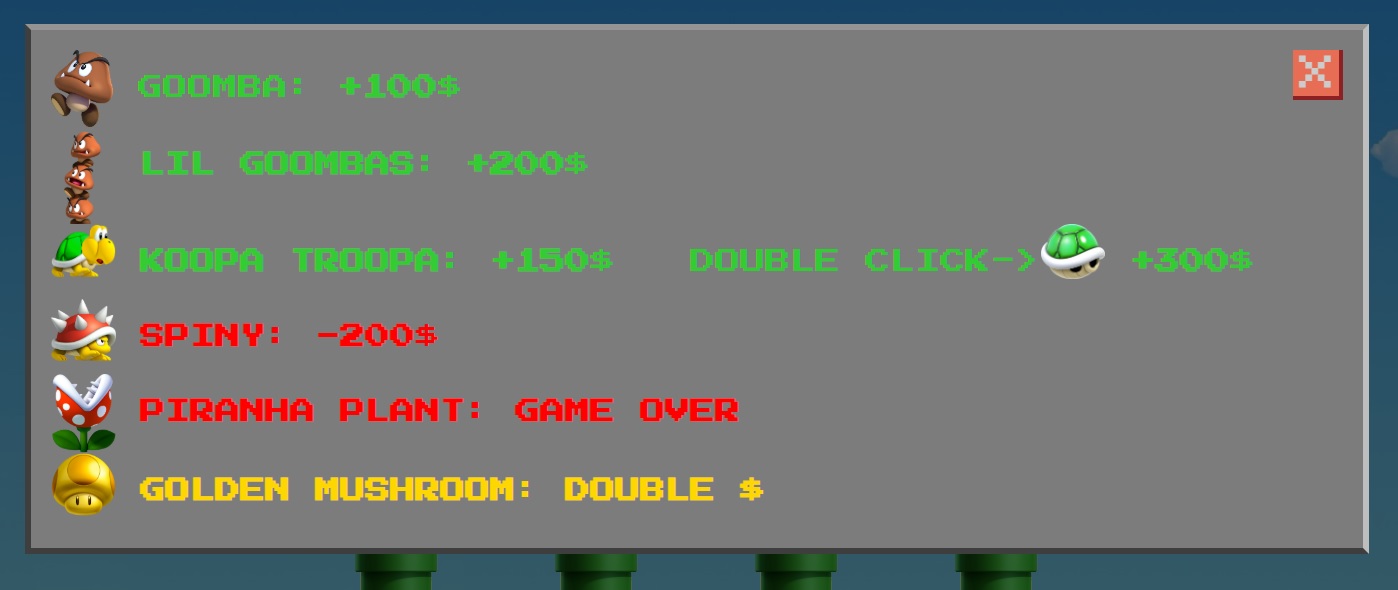 GOOMBA: +100$
LIL GOOMBAS: +200$
KOOPA TROOPA: +150$ DOUBLE CLICK-> +300$
SPINY: -200$
PIRANHA PLANT: GAME OVER
GOLDEN MUSHROOM: DOUBLE $